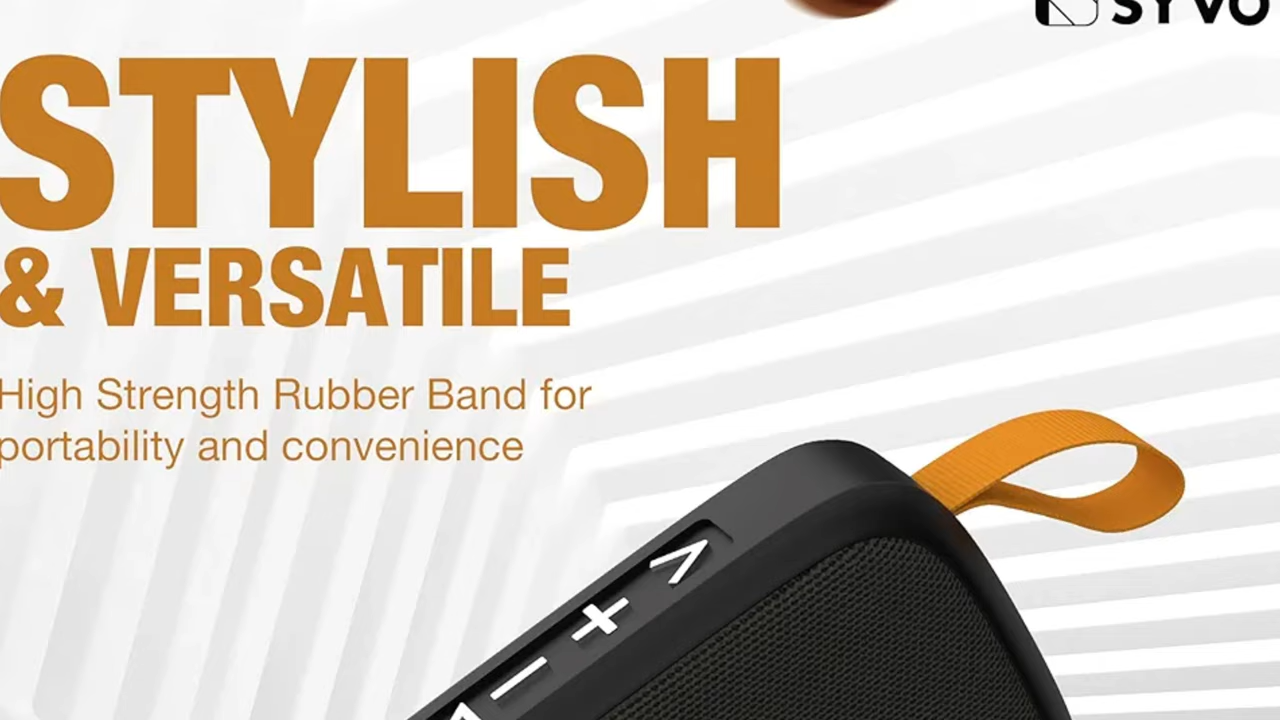 SYVO
STYLISH
& VERSATILE
High Strength Rubber Band for
portability and convenience